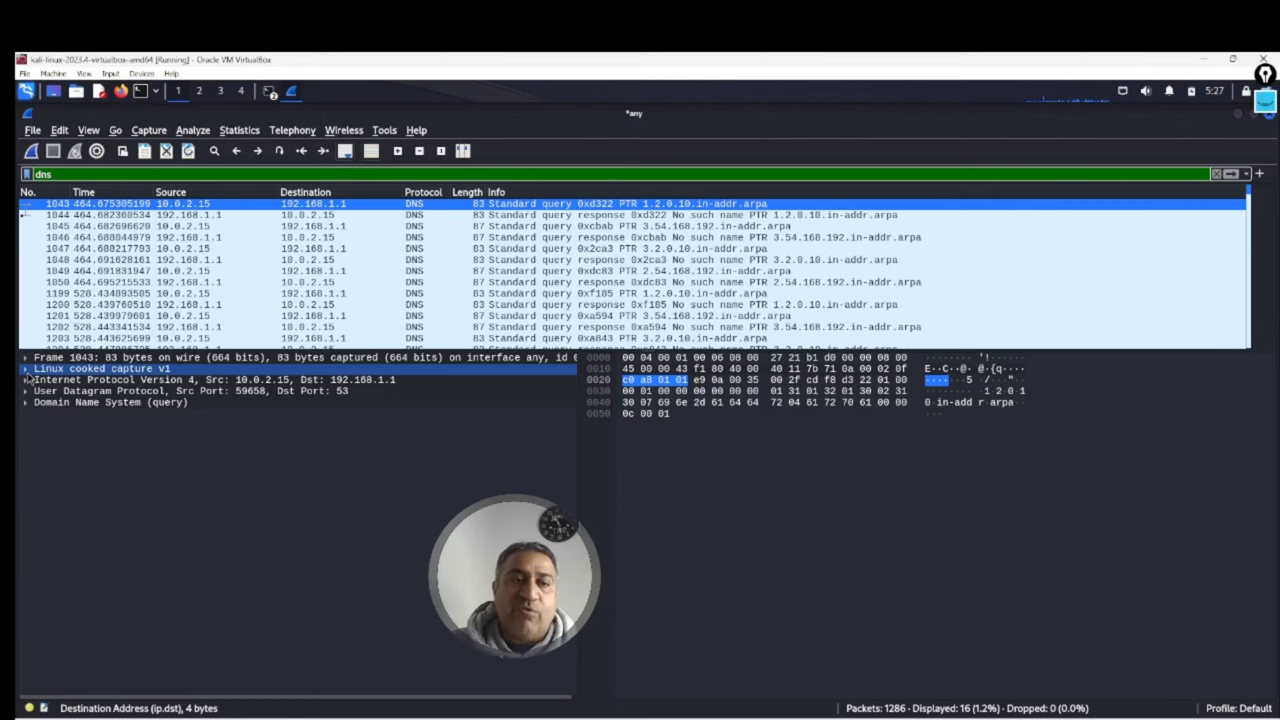 kali-linux-2023.4-virtualbox-amd64 [Running] - Oracle VM VirtualBox
File Machine View Input Devices Help
1 2 3 4 5:27
*any
File Edit View Go Capture Analyze Statistics Telephony Wireless Tools Help
dns
No. Time Source Destination Protocol Length Info
1043 464.675305199 10.0.2.15 192.168.1.1 DNS 83 Standard query 0xd322 PTR 1.2.0.10.in-addr.arpa
1044 464.682360534 192.168.1.1 10.0.2.15 DNS 83 Standard query response 0xd322 No such name PTR 1.2.0.10.in-addr.arpa
1045 464.682696620 10.0.2.15 192.168.1.1 DNS 87 Standard query 0xcbab PTR 3.54.168.192.in-addr.arpa
1046 464.688044979 192.168.1.1 10.0.2.15 DNS 87 Standard query response 0xcbab No such name PTR 3.54.168.192.in-addr.arpa
1047 464.688217793 10.0.2.15 192.168.1.1 DNS 83 Standard query 0x2ca3 PTR 3.2.0.10.in-addr.arpa
1048 464.691628161 192.168.1.1 10.0.2.15 DNS 83 Standard query response 0x2ca3 No such name PTR 3.2.0.10.in-addr.arpa
1049 464.691831947 10.0.2.15 192.168.1.1 DNS 87 Standard query 0xdc83 PTR 2.54.168.192.in-addr.arpa
1050 464.695215533 192.168.1.1 10.0.2.15 DNS 87 Standard query response 0xdc83 No such name PTR 2.54.168.192.in-addr.arpa
1199 528.434893505 10.0.2.15 192.168.1.1 DNS 83 Standard query 0xf185 PTR 1.2.0.10.in-addr.arpa
1200 528.439760510 192.168.1.1 10.0.2.15 DNS 83 Standard query response 0xf185 No such name PTR 1.2.0.10.in-addr.arpa
1201 528.439979601 10.0.2.15 192.168.1.1 DNS 87 Standard query 0xa594 PTR 3.54.168.192.in-addr.arpa
1202 528.443341534 192.168.1.1 10.0.2.15 DNS 87 Standard query response 0xa594 No such name PTR 3.54.168.192.in-addr.arpa
1203 528.443625699 10.0.2.15 192.168.1.1 DNS 83 Standard query 0xa843 PTR 3.2.0.10.in-addr.arpa
Frame 1043: 83 bytes on wire (664 bits), 83 bytes captured (664 bits) on interface any, id
Linux cooked capture v1
Internet Protocol Version 4, Src: 10.0.2.15, Dst: 192.168.1.1
User Datagram Protocol, Src Port: 59658, Dst Port: 53
Domain Name System (query)
0000 00 04 00 01 00 06 08 00 27 21 b1 d0 00 00 08 00 ········ '!······
0010 45 00 00 43 f1 80 40 00 40 11 7b 71 0a 00 02 0f E··C··@· @·{q····
0020 c0 a8 01 01 e9 0a 00 35 00 2f cd f8 d3 22 01 00 ·······5 ·/···"··
0030 00 01 00 00 00 00 00 00 01 31 01 32 01 30 02 31 ········ ·1·2·0·1
0040 30 07 69 6e 2d 61 64 64 72 04 61 72 70 61 00 00 0·in-add r·arpa··
0050 0c 00 01 ···
Destination Address (ip.dst), 4 bytes
Packets: 1286 · Displayed: 16 (1.2%) · Dropped: 0 (0.0%)
Profile: Default